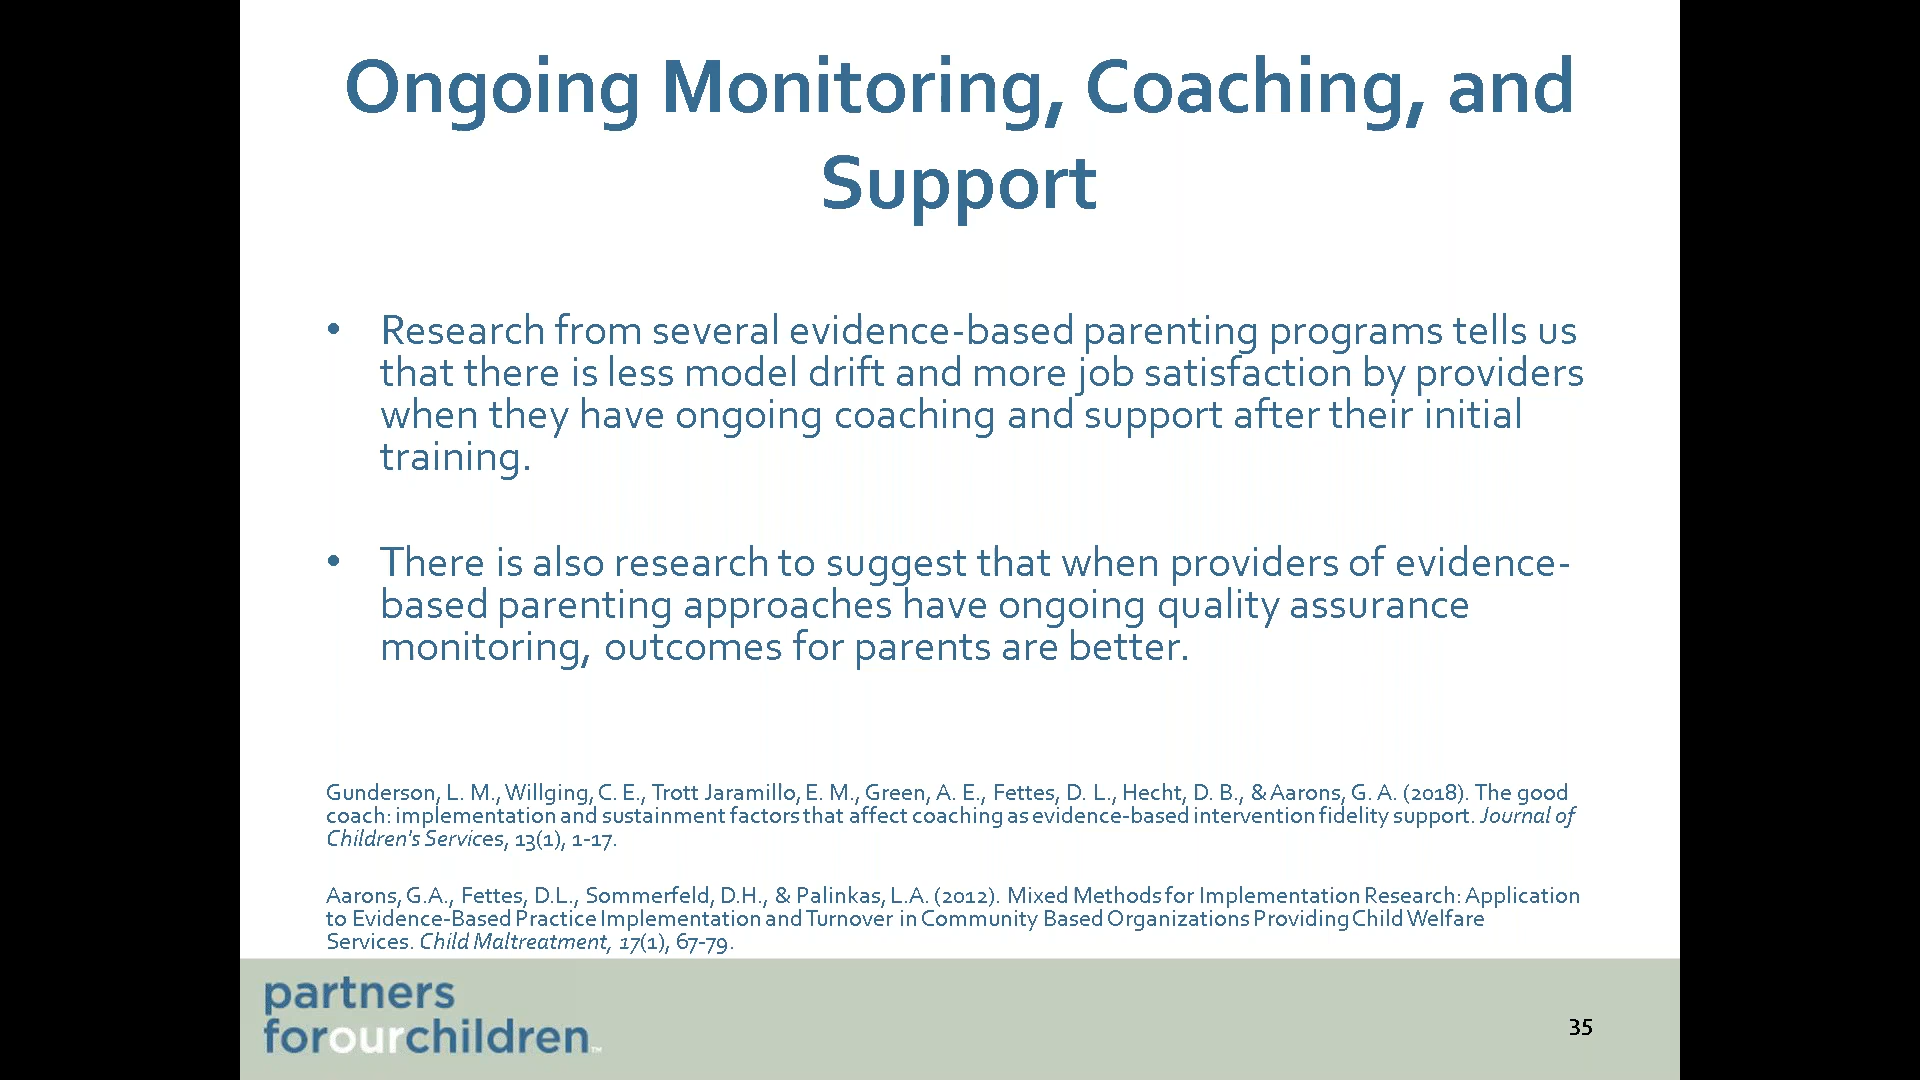 Ongoing Monitoring, Coaching, and
Support
• Research from several evidence-based parenting programs tells us
that there is less model drift and more job satisfaction by providers
when they have ongoing coaching and support after their initial
training.
• There is also research to suggest that when providers of evidence-
based parenting approaches have ongoing quality assurance
monitoring, outcomes for parents are better.
Gunderson, L. M., Willging, C. E., Trott Jaramillo, E. M., Green, A. E., Fettes, D. L., Hecht, D. B., & Aarons, G. A. (2018). The good
coach: implementation and sustainment factors that affect coaching as evidence-based intervention fidelity support. Journal of
Children's Services, 13(1), 1-17.
Aarons, G.A., Fettes, D.L., Sommerfeld, D.H., & Palinkas, L.A. (2012). Mixed Methods for Implementation Research: Application
to Evidence-Based Practice Implementation and Turnover in Community Based Organizations Providing Child Welfare
Services. Child Maltreatment, 17(1), 67-79.
partners
forourchildren™
35